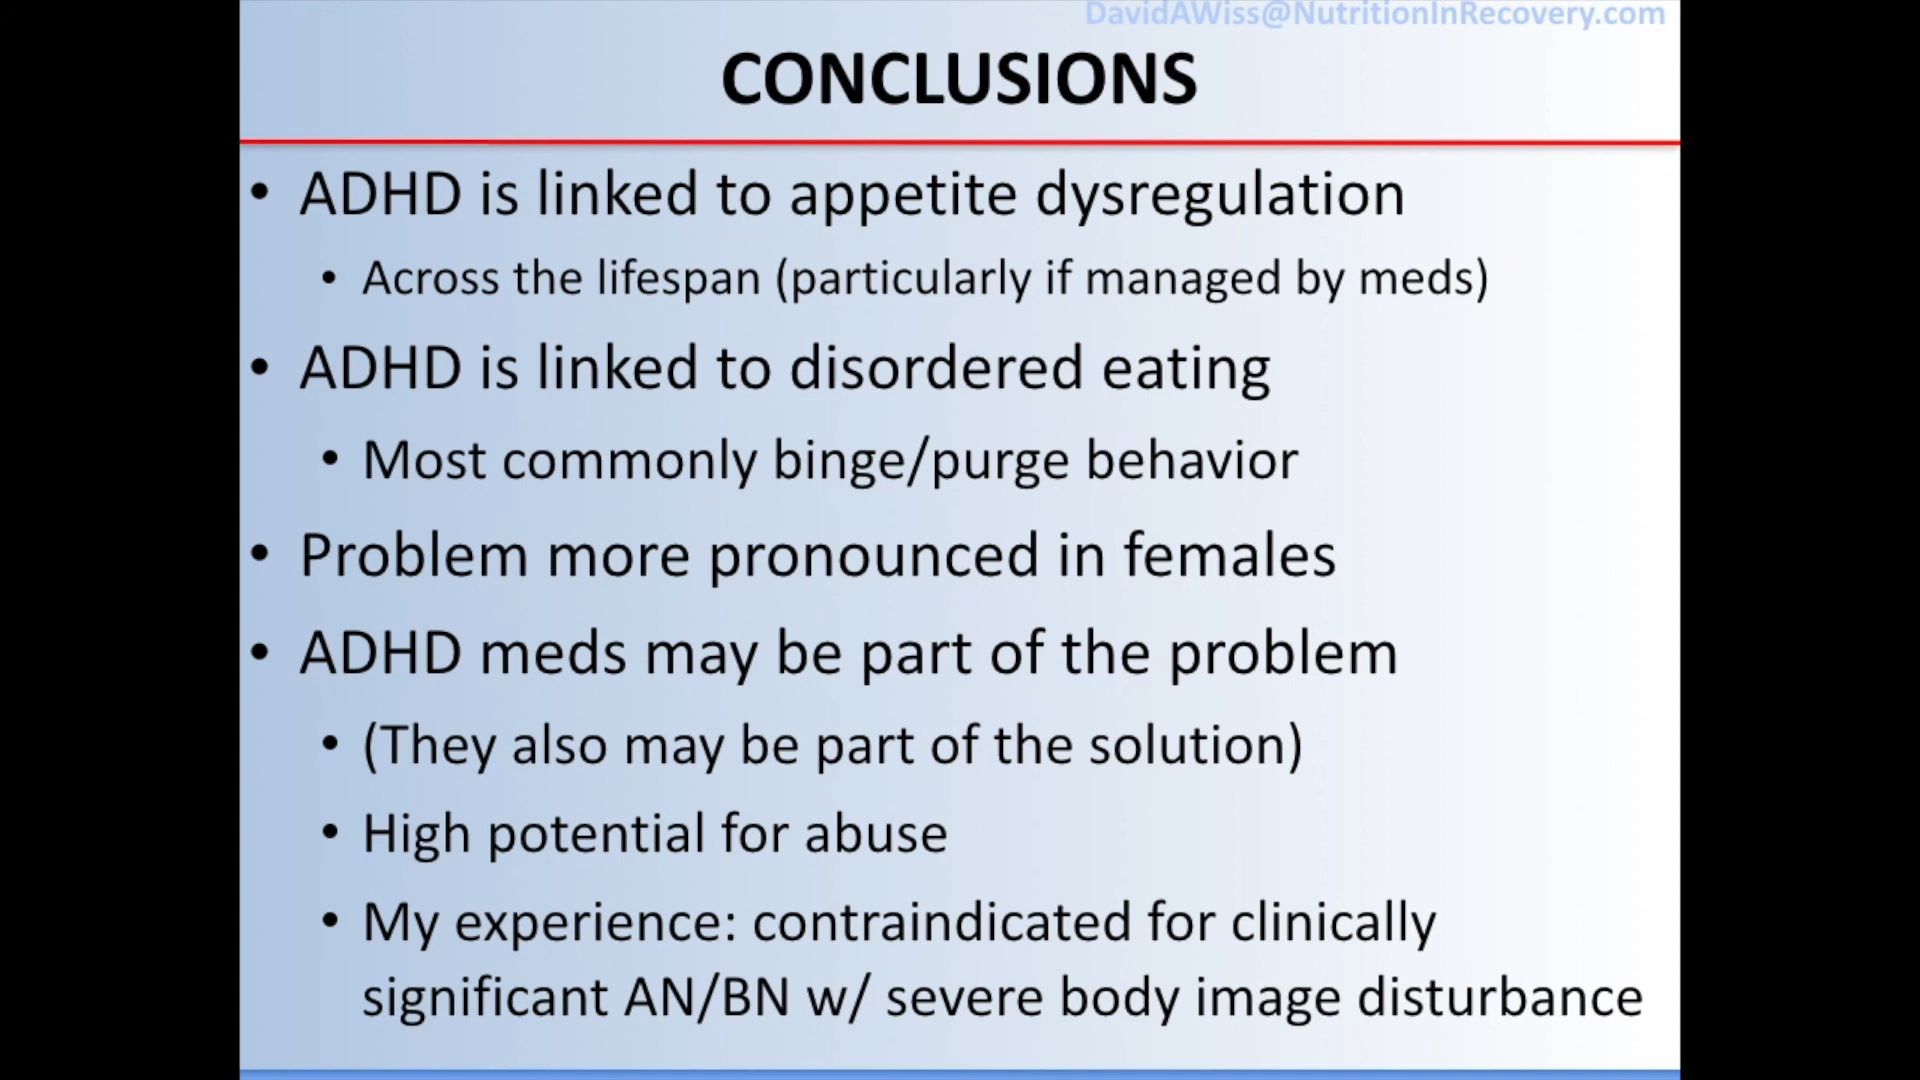 DavidAWiss@NutritionInRecovery.com
CONCLUSIONS
• ADHD is linked to appetite dysregulation
• Across the lifespan (particularly if managed by meds)
• ADHD is linked to disordered eating
• Most commonly binge/purge behavior
• Problem more pronounced in females
• ADHD meds may be part of the problem
• (They also may be part of the solution)
• High potential for abuse
• My experience: contraindicated for clinically
significant AN/BN w/ severe body image disturbance